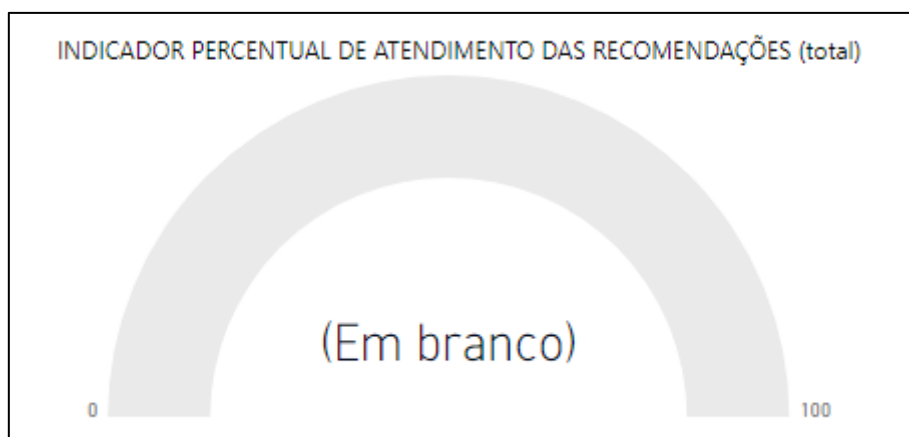 INDICADOR PERCENTUAL DE ATENDIMENTO DAS RECOMENDAÇÕES (total)
(Em branco)
0
100